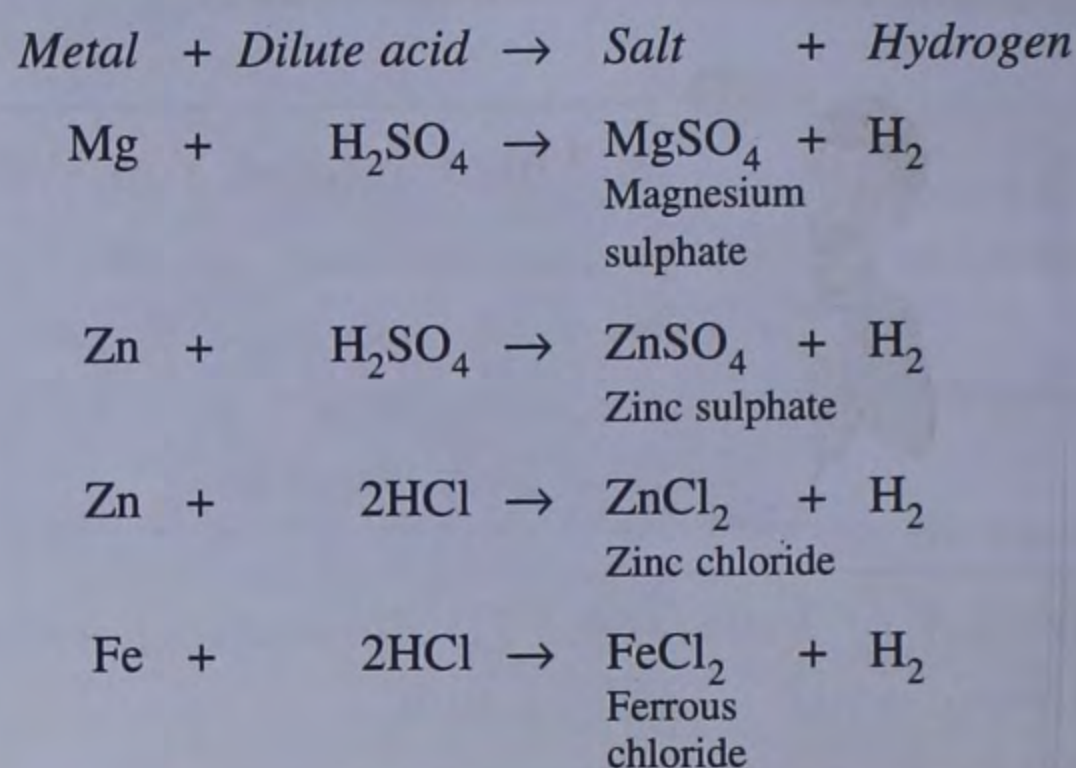 Metal + Dilute acid → Salt + Hydrogen
Mg + H₂SO₄ → MgSO₄ + H₂
Magnesium
sulphate
Zn + H₂SO₄ → ZnSO₄ + H₂
Zinc sulphate
Zn + 2HCl → ZnCl₂ + H₂
Zinc chloride
Fe + 2HCl → FeCl₂ + H₂
Ferrous
chloride